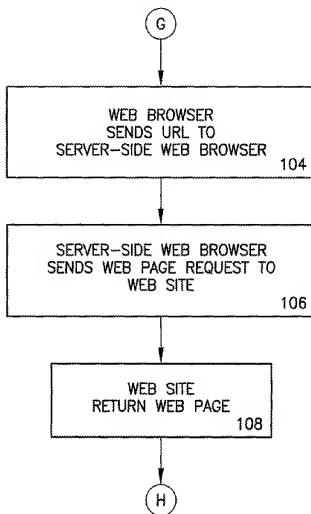 G
WEB BROWSER
SENDS URL TO
SERVER-SIDE WEB BROWSER
104
SERVER-SIDE WEB BROWSER
SENDS WEB PAGE REQUEST TO
WEB SITE
106
WEB SITE
RETURN WEB PAGE
108
H